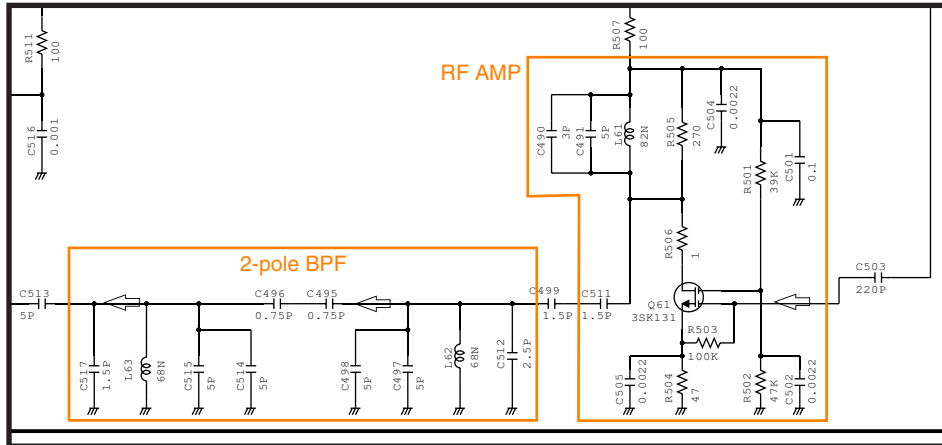 R511
100
C516
0.001
R507
100
RF AMP
C490
3P
C491
5P
L61
82N
R505
270
C504
0.0022
R501
39K
C501
0.1
R506
1
Q61
3SK131
R503
100K
C503
220P
C505
0.0022
R504
47
R502
47K
C502
0.0022
2-pole BPF
C513
5P
C496
0.75P
C495
0.75P
C499
1.5P
C511
1.5P
C517
1.5P
L63
68N
C515
5P
C514
5P
C498
5P
C497
5P
L62
68N
C512
2.5P